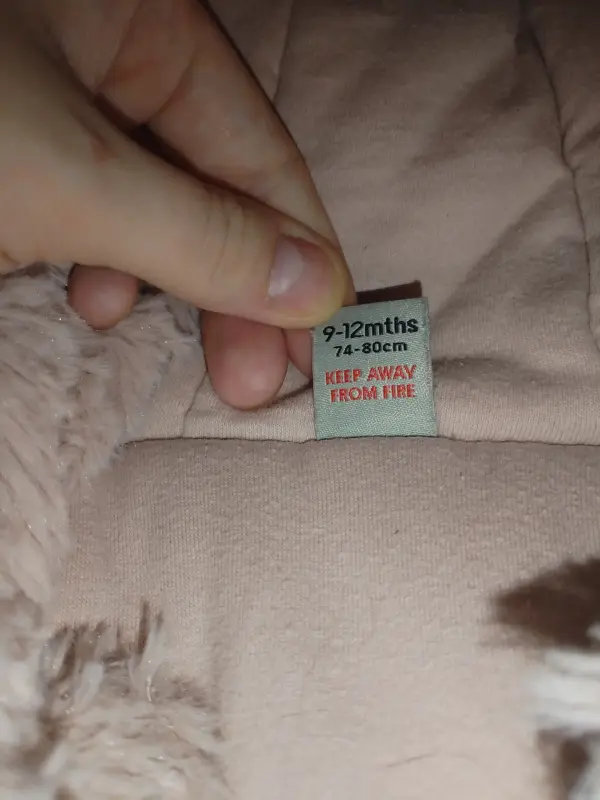 9-12mths
74-80cm
KEEP AWAY
FROM FIRE